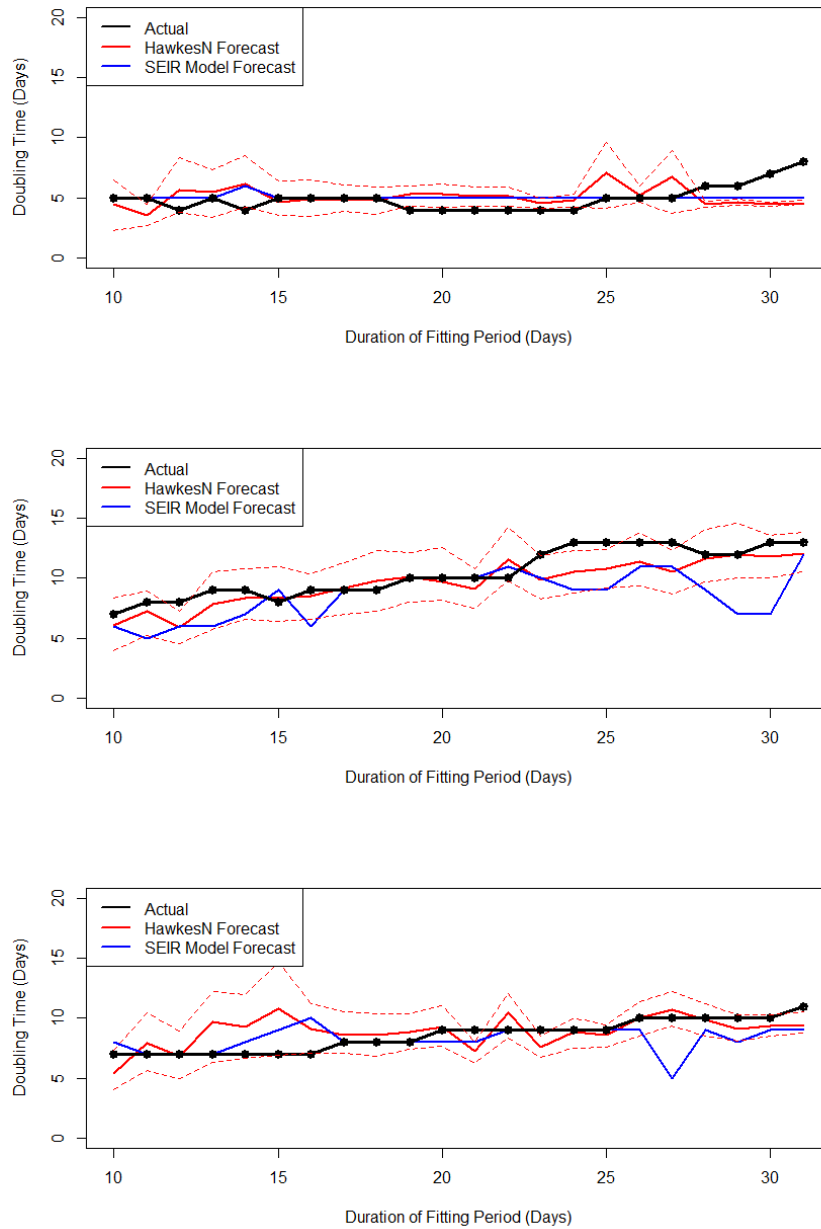 20
15
10
5
0
Doubling Time (Days)
Actual
HawkesN Forecast
SEIR Model Forecast
10 15 20 25 30
Duration of Fitting Period (Days)
20
15
10
5
0
Doubling Time (Days)
Actual
HawkesN Forecast
SEIR Model Forecast
10 15 20 25 30
Duration of Fitting Period (Days)
20
15
10
5
0
Doubling Time (Days)
Actual
HawkesN Forecast
SEIR Model Forecast
10 15 20 25 30
Duration of Fitting Period (Days)